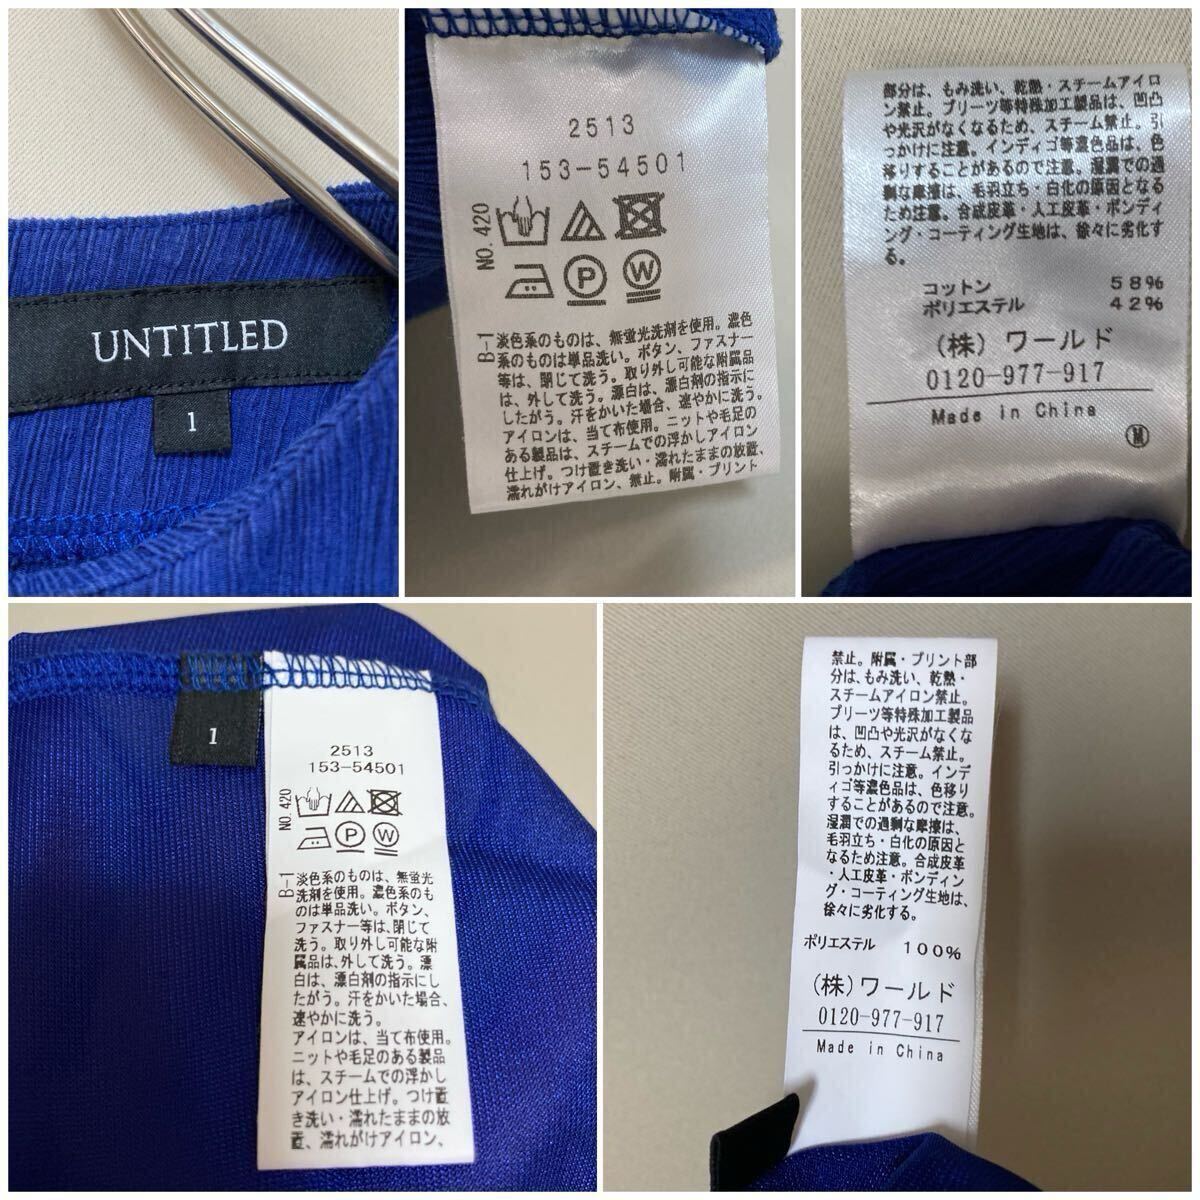 UNTITLED
1
2513
153-54501
NO.420
P
W
B-1
淡色系のものは、無蛍光洗剤を使用。濃色
系のものは単品洗い。ボタン、ファスナー
等は、閉じて洗う。取り外し可能な附属品
は、外して洗う。漂白は、漂白剤の指示に
したがう。汗をかいた場合、速やかに洗う。
アイロンは、当て布使用。ニットや毛足の
ある製品は、スチームでの浮かしアイロン
仕上げ。つけ置き洗い・濡れたままの放置、
濡れがけアイロン、禁止。附属・プリント
部分は、もみ洗い、乾熱・スチームアイロ
ン禁止。プリーツ等特殊加工製品は、凹凸
や光沢がなくなるため、スチーム禁止。引
っかけに注意。インディゴ等濃色品は、色
移りすることがあるので注意。湿潤での過
剰な摩擦は、毛羽立ち・白化の原因となる
ため注意。合成皮革・人工皮革・ボンディ
ング・コーティング生地は、徐々に劣化す
る。
コットン 58%
ポリエステル 42%
(株) ワールド
0120-977-917
Made in China
M
1
2513
153-54501
NO.420
P
W
B-1
淡色系のものは、無蛍光
洗剤を使用。濃色系のも
のは単品洗い。ボタン、
ファスナー等は、閉じて
洗う。取り外し可能な附
属品は、外して洗う。漂
白は、漂白剤の指示にし
たがう。汗をかいた場合、
速やかに洗う。
アイロンは、当て布使用。
ニットや毛足のある製品
は、スチームでの浮かし
アイロン仕上げ。つけ置
き洗い・濡れたままの放
置、濡れがけアイロン、
禁止。附属・プリント部
分は、もみ洗い、乾熱・
スチームアイロン禁止。
プリーツ等特殊加工製品
は、凹凸や光沢がなくな
るため、スチーム禁止。
引っかけに注意。インデ
ィゴ等濃色品は、色移り
することがあるので注意。
湿潤での過剰な摩擦は、
毛羽立ち・白化の原因と
なるため注意。合成皮革
・人工皮革・ボンディン
グ・コーティング生地は、
徐々に劣化する。
ポリエステル 100%
(株)ワールド
0120-977-917
Made in China